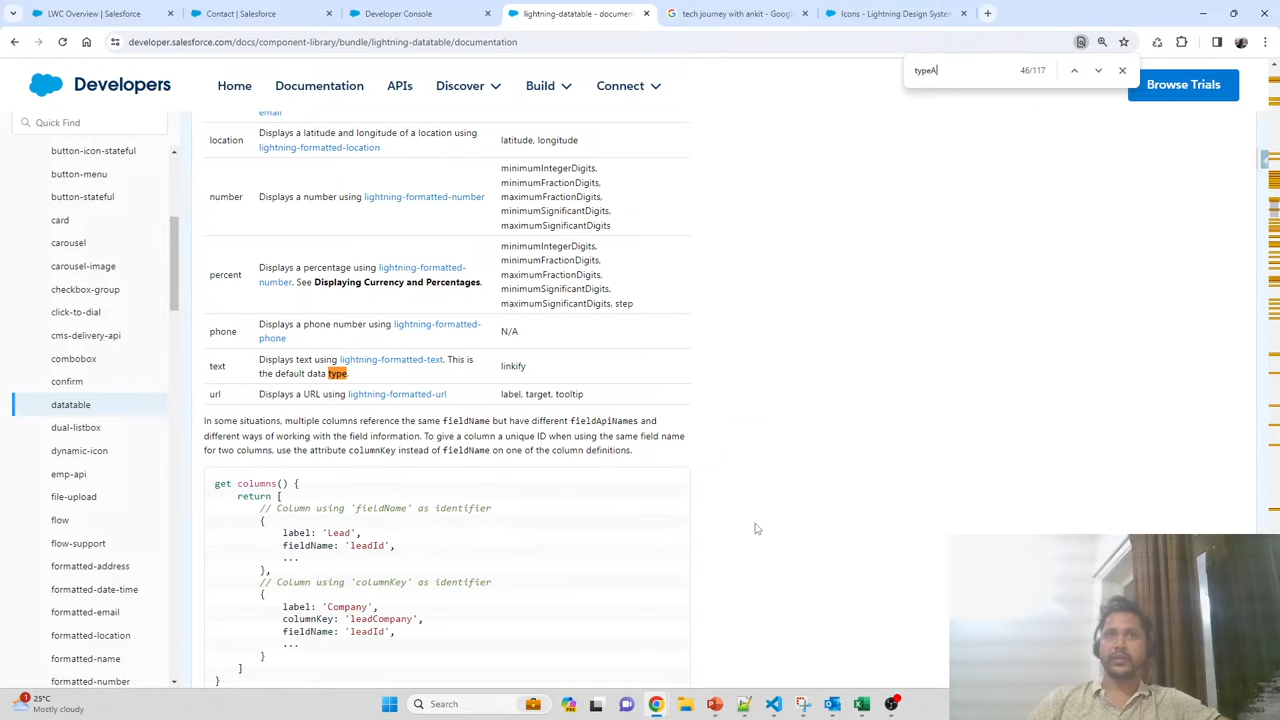 LWC Overview | Salesforce
Contact | Salesforce
Developer Console
lightning-datatable - documen
tech journey with ankit - Goog
Icons - Lightning Design System
developer.salesforce.com/docs/component-library/bundle/lightning-datatable/documentation
typeA
46/117
Developers
Home
Documentation
APIs
Discover
Build
Connect
Browse Trials
Quick Find
button-icon-stateful
button-menu
button-stateful
card
carousel
carousel-image
checkbox-group
click-to-dial
cms-delivery-api
combobox
confirm
datatable
dual-listbox
dynamic-icon
emp-api
file-upload
flow
flow-support
formatted-address
formatted-date-time
formatted-email
formatted-location
formatted-name
formatted-number
email
location
Displays a latitude and longitude of a location using
lightning-formatted-location
latitude, longitude
number
Displays a number using lightning-formatted-number
minimumIntegerDigits,
minimumFractionDigits,
maximumFractionDigits,
minimumSignificantDigits,
maximumSignificantDigits
percent
Displays a percentage using lightning-formatted-
number. See Displaying Currency and Percentages.
minimumIntegerDigits,
minimumFractionDigits,
maximumFractionDigits,
minimumSignificantDigits,
maximumSignificantDigits, step
phone
Displays a phone number using lightning-formatted-
phone
N/A
text
Displays text using lightning-formatted-text. This is
the default data type
linkify
url
Displays a URL using lightning-formatted-url
label, target, tooltip
In some situations, multiple columns reference the same fieldName but have different fieldApiNames and
different ways of working with the field information. To give a column a unique ID when using the same field name
for two columns, use the attribute columnKey instead of fieldName on one of the column definitions.
get columns() {
return [
// Column using 'fieldName' as identifier
{
label: 'Lead',
fieldName: 'leadId',
...
},
// Column using 'columnKey' as identifier
{
label: 'Company',
columnKey: 'leadCompany',
fieldName: 'leadId',
...
}
]
}
1
25°C
Mostly cloudy
Search